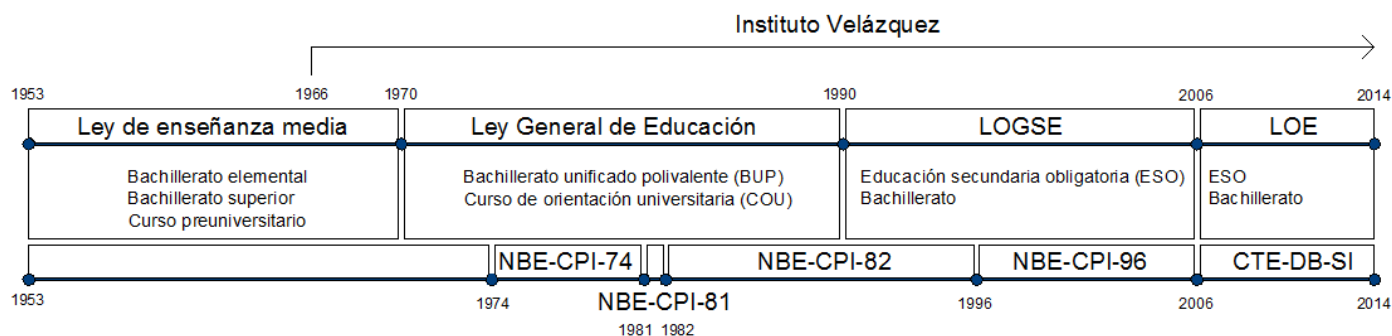 Instituto Velázquez
1953 1966 1970 1990 2006 2014
Ley de enseñanza media Ley General de Educación LOGSE LOE
Bachillerato elemental
Bachillerato superior
Curso preuniversitario
Bachillerato unificado polivalente (BUP)
Curso de orientación universitaria (COU)
Educación secundaria obligatoria (ESO)
Bachillerato
ESO
Bachillerato
NBE-CPI-74 NBE-CPI-82 NBE-CPI-96 CTE-DB-SI
1953 1974 NBE-CPI-81 1996 2006 2014
1981 1982